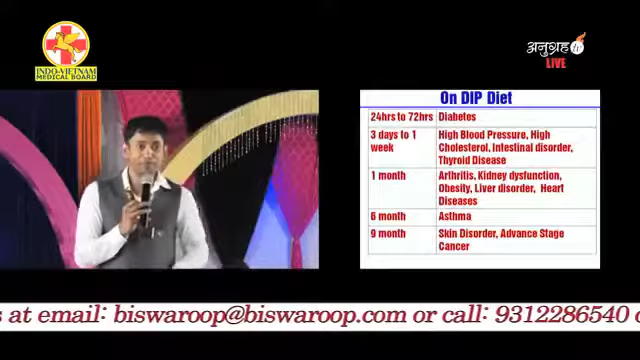 INDO-VIETNAM
MEDICAL BOARD
अनुग्रह tv
LIVE
On DIP Diet
24hrs to 72hrs Diabetes
3 days to 1 week High Blood Pressure, High
Cholesterol, Intestinal disorder,
Thyroid Disease
1 month Arthritis, Kidney dysfunction,
Obesity, Liver disorder, Heart
Diseases
6 month Asthma
9 month Skin Disorder, Advance Stage
Cancer
s at email: biswaroop@biswaroop.com or call: 9312286540 o